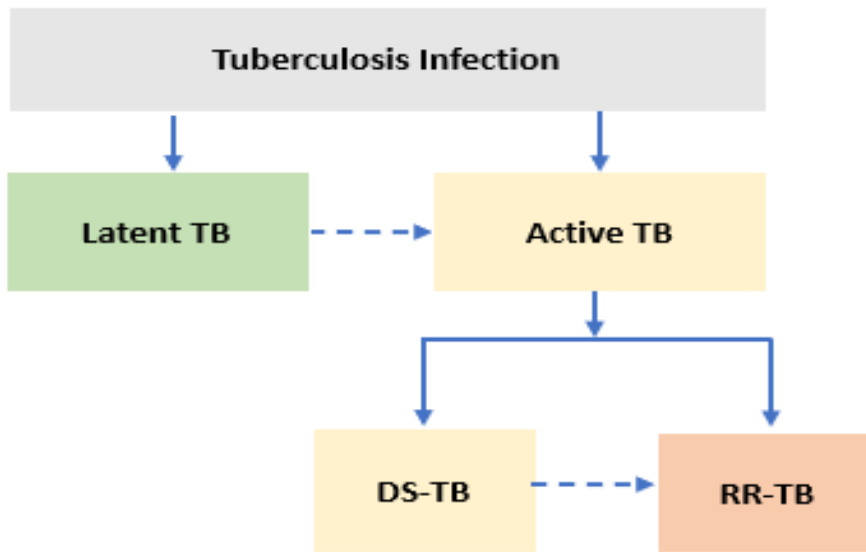 Tuberculosis Infection
Latent TB
Active TB
DS-TB
RR-TB